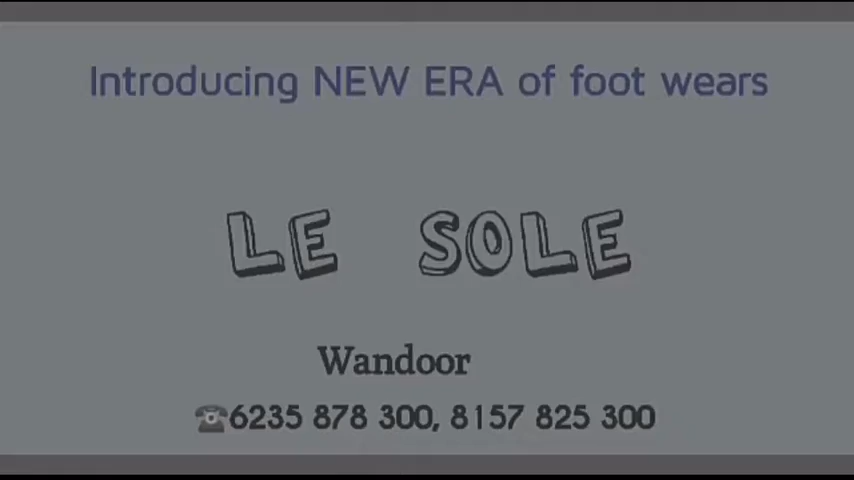 Introducing NEW ERA of foot wears
LE SOLE
Wandoor
☎6235 878 300, 8157 825 300